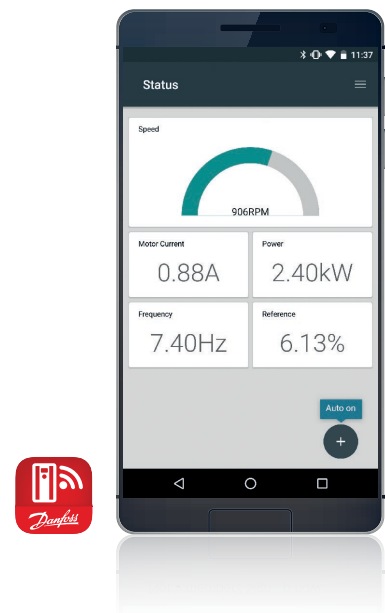 11:37
Status
Speed
906RPM
Motor Current
Power
0.88A
2.40kW
Frequency
Reference
7.40Hz
6.13%
Auto on
+
Danfoss